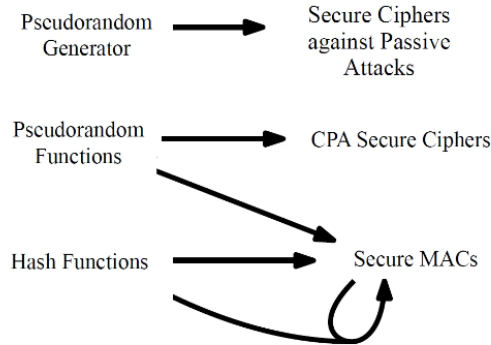 Pseudorandom
Generator
Secure Ciphers
against Passive
Attacks
Pseudorandom
Functions
CPA Secure Ciphers
Hash Functions
Secure MACs